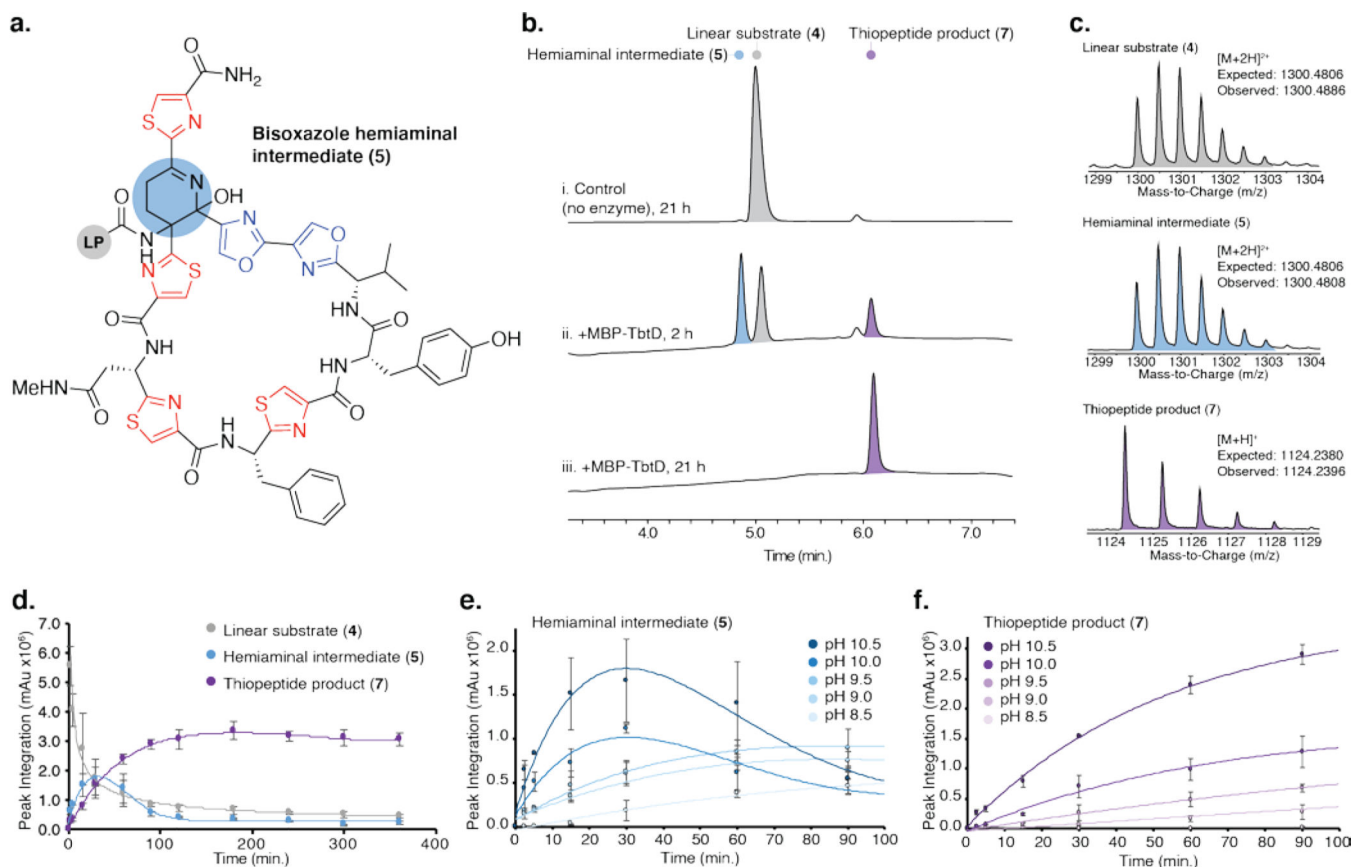 a.
O
NH2
S
N
Bisoxazole hemiaminal
intermediate (5)
N
OH
O
LP
N
H
N
O
O
N
N
S
O
HN
O
NH
OH
HN
MeHN
O
N
S
S
N
O
H
N
O
b.
Linear substrate (4)
Thiopeptide product (7)
Hemiaminal intermediate (5)
i. Control
(no enzyme), 21 h
ii. +MBP-TbtD, 2 h
iii. +MBP-TbtD, 21 h
4.0 5.0 6.0 7.0
Time (min.)
c.
Linear substrate (4)
[M+2H]2+
Expected: 1300.4806
Observed: 1300.4886
1299 1300 1301 1302 1303 1304
Mass-to-Charge (m/z)
Hemiaminal intermediate (5)
[M+2H]2+
Expected: 1300.4806
Observed: 1300.4808
1299 1300 1301 1302 1303 1304
Mass-to-Charge (m/z)
Thiopeptide product (7)
[M+H]+
Expected: 1124.2380
Observed: 1124.2396
1124 1125 1126 1127 1128 1129
Mass-to-Charge (m/z)
d.
Peak Integration (mAu x10⁶)
7.0
6.0
5.0
4.0
3.0
2.0
1.0
0.0
Linear substrate (4)
Hemiaminal intermediate (5)
Thiopeptide product (7)
0 100 200 300 400
Time (min.)
e.
Hemiaminal intermediate (5)
Peak Integration (mAu x10⁶)
2.0
1.5
1.0
0.5
0.0
pH 10.5
pH 10.0
pH 9.5
pH 9.0
pH 8.5
0 10 20 30 40 50 60 70 80 90 100
Time (min.)
f.
Thiopeptide product (7)
Peak Integration (mAu x10⁶)
3.0
2.0
1.0
0.0
pH 10.5
pH 10.0
pH 9.5
pH 9.0
pH 8.5
0 10 20 30 40 50 60 70 80 90 100
Time (min.)